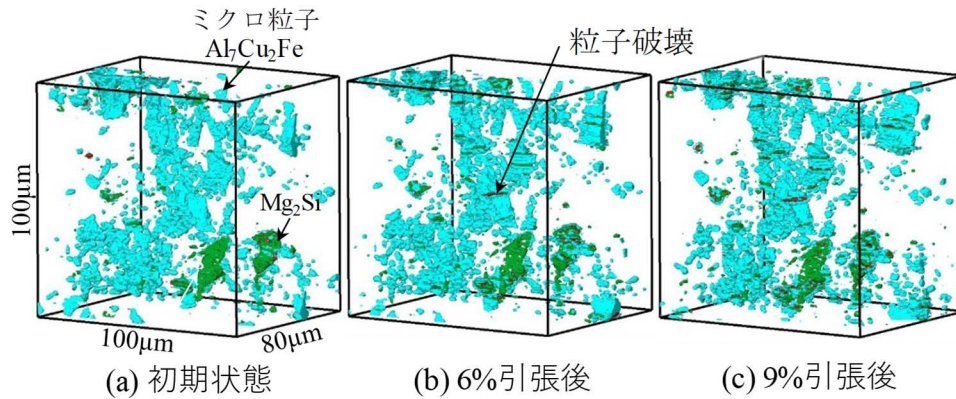 ミクロ粒子
Al₇Cu₂Fe
粒子破壊
Mg₂Si
100μm
100μm
80μm
(a) 初期状態
(b) 6%引張後
(c) 9%引張後